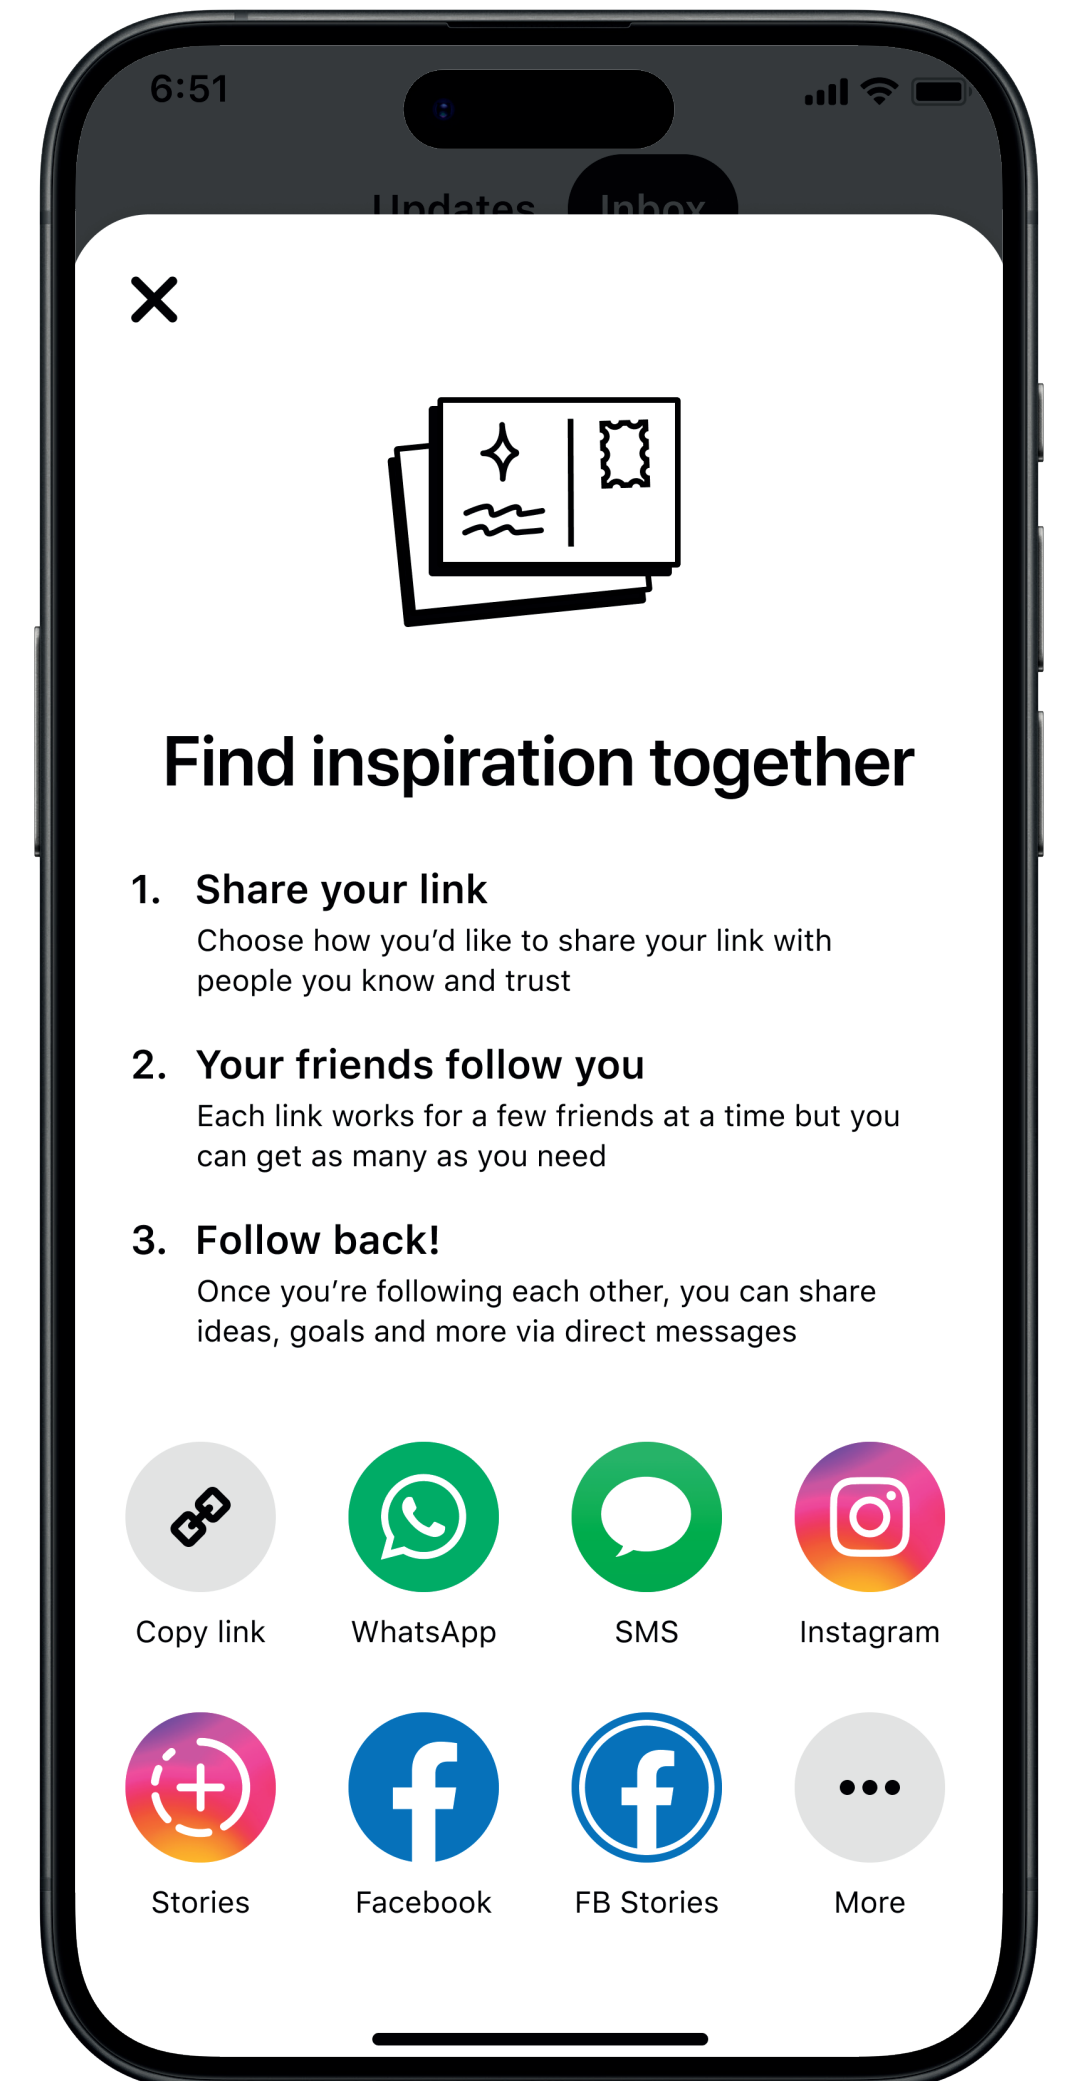 6:51
Updates Inbox
Find inspiration together
1. Share your link
Choose how you’d like to share your link with
people you know and trust
2. Your friends follow you
Each link works for a few friends at a time but you
can get as many as you need
3. Follow back!
Once you’re following each other, you can share
ideas, goals and more via direct messages
Copy link WhatsApp SMS Instagram
Stories Facebook FB Stories More